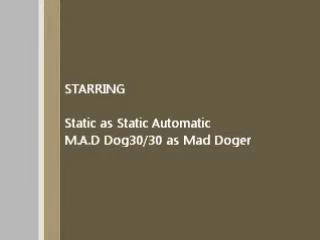 STARRING
Static as Static Automatic
M.A.D Dog30/30 as Mad Doger